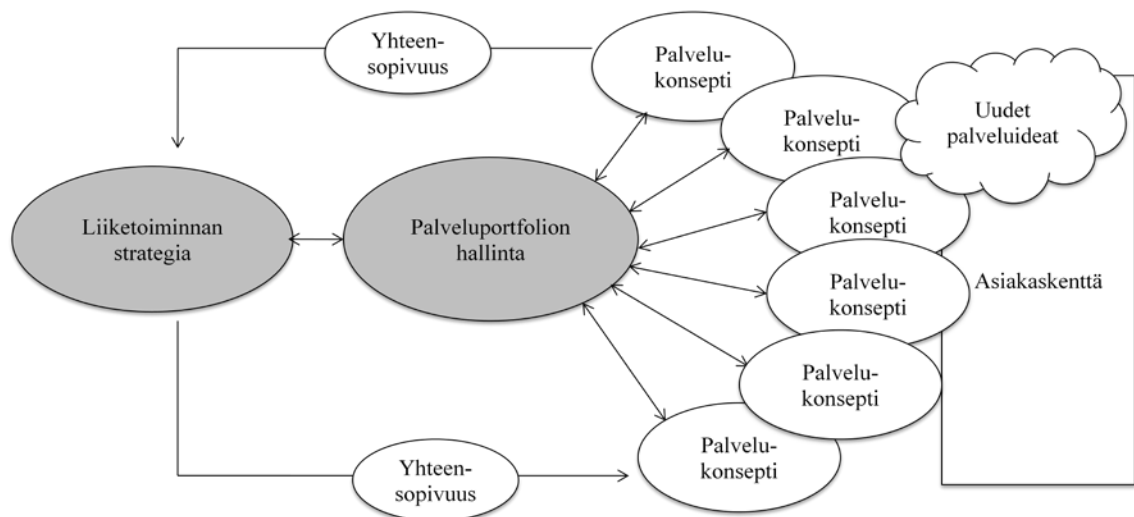 Yhteen-
sopivuus
Palvelu-
konsepti
Palvelu-
konsepti
Uudet
palveluideat
Liiketoiminnan
strategia
Palveluportfolion
hallinta
Palvelu-
konsepti
Palvelu-
konsepti
Asiakaskenttä
Palvelu-
konsepti
Palvelu-
konsepti
Yhteen-
sopivuus